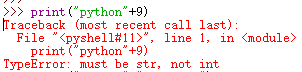 >>>
>>> print("python"+9)
Traceback (most recent call last):
  File "<pyshell#11>", line 1, in <module>
    print("python"+9)
TypeError: must be str, not int